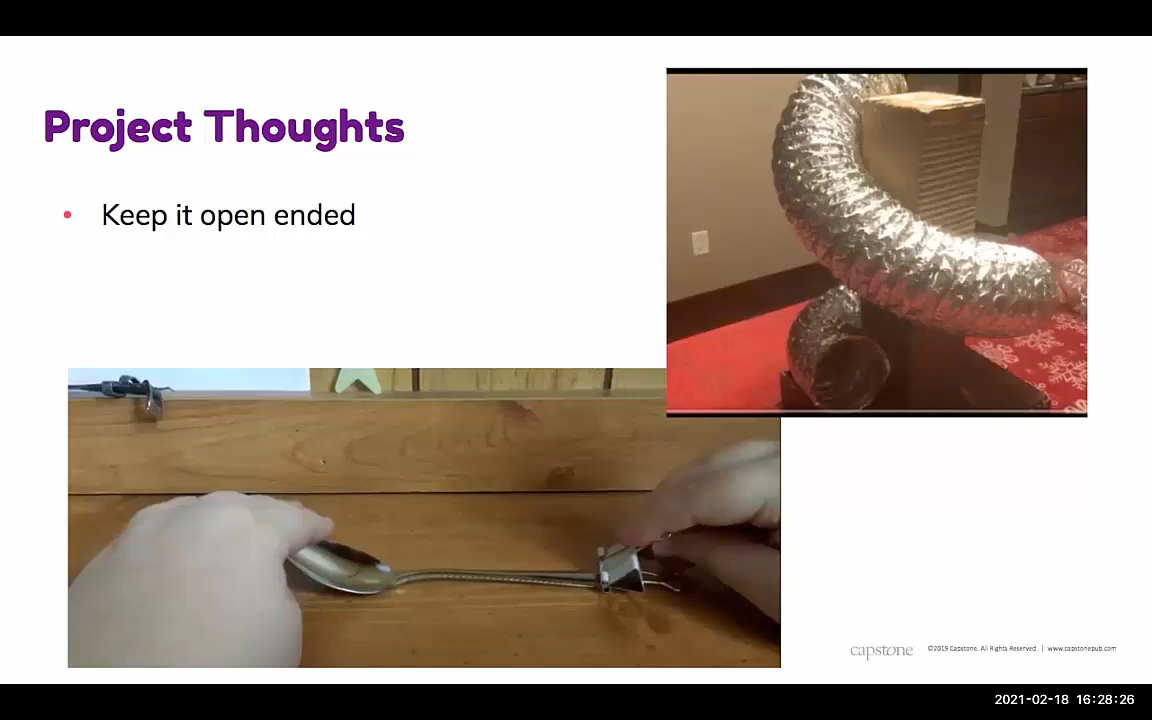 Project Thoughts
• Keep it open ended
capstone ©2019 Capstone. All Rights Reserved. | www.capstonepub.com
2021-02-18 16:28:26